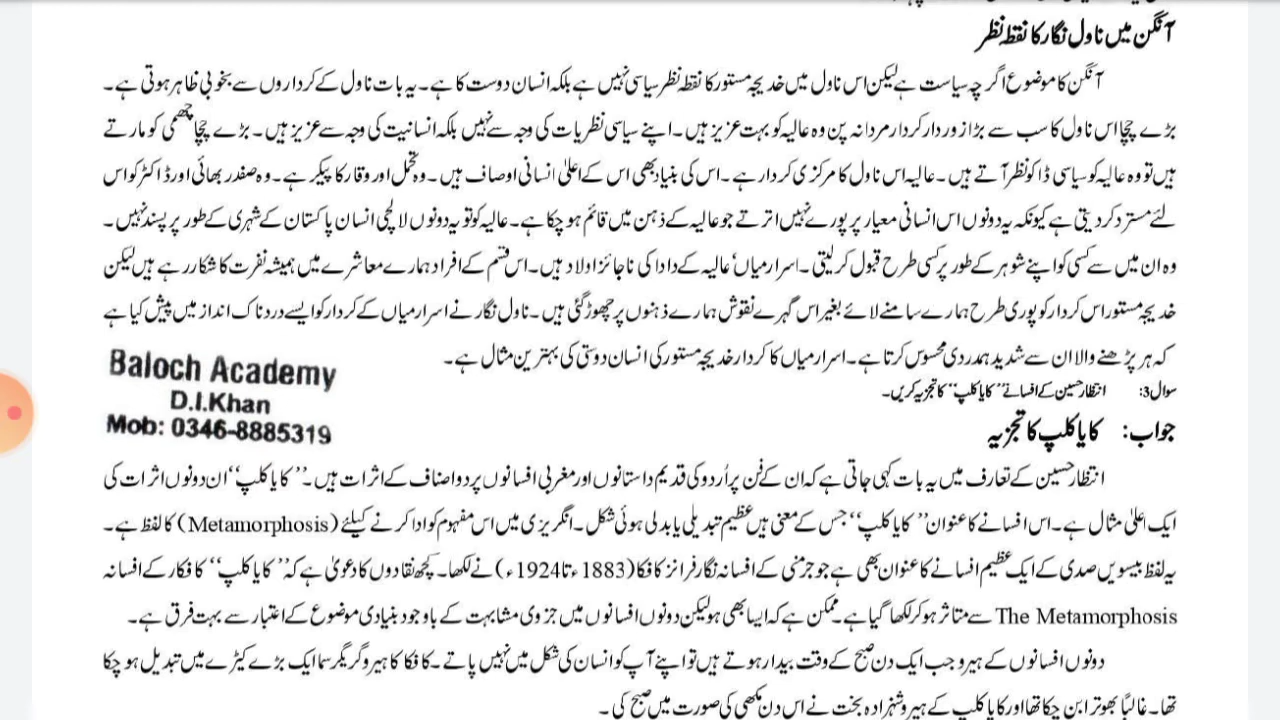 آنگن میں ناول نگار کا نقطہ نظر
آنگن کا موضوع اگرچہ سیاست ہے لیکن اس ناول میں خدیجہ مستور کا نقطہ نظر سیاسی نہیں ہے بلکہ انسان دوست کا ہے۔ یہ بات ناول کے کرداروں سے بخوبی ظاہر ہوتی ہے۔
بڑے چچا اس ناول کا سب سے بڑا زور دار کردار مردانہ پن وہ عالیہ کو بہت عزیز ہیں۔ اپنے سیاسی نظریات کی وجہ سے نہیں بلکہ انسانیت کی وجہ سے عزیز ہیں۔ بڑے چچا چھمی کو مارتے
ہیں تو وہ عالیہ کو سیاسی ڈاکو نظر آتے ہیں۔ عالیہ اس ناول کا مرکزی کردار ہے۔ اس کی بنیاد بھی اس کے اعلیٰ انسانی اوصاف ہیں۔ وہ تحمل اور وقار کا پیکر ہے۔ وہ صفدر بھائی اور ڈاکٹر کو اس
لئے مسترد کر دیتی ہے کیونکہ یہ دونوں اس انسانی معیار پر پورے نہیں اترتے جو عالیہ کے ذہن میں قائم ہو چکا ہے۔ عالیہ کو تو یہ دونوں لالچی انسان پاکستان کے شہری کے طور پر پسند نہیں۔
وہ ان میں سے کسی کو اپنے شوہر کے طور پر کسی طرح قبول کر لیتی۔ اسرار میاں' عالیہ کے دادا کی ناجائز اولاد ہیں۔ اس قسم کے افراد ہمارے معاشرے میں ہمیشہ نفرت کا شکار رہے ہیں لیکن
خدیجہ مستور اس کردار کو پوری طرح ہمارے سامنے لائے بغیر اس گہرے نقوش ہمارے ذہنوں پر چھوڑ گئی ہیں۔ ناول نگار نے اسرار میاں کے کردار کو ایسے دردناک انداز میں پیش کیا ہے
کہ ہر پڑھنے والا ان سے شدید ہمدردی محسوس کرتا ہے۔ اسرار میاں کا کردار خدیجہ مستور کی انسان دوستی کی بہترین مثال ہے۔
Baloch Academy
D.I.Khan
Mob: 0346-8885319
سوال 3: انتظار حسین کے افسانے "کایا کلپ" کا تجزیہ کریں۔
جواب: کایا کلپ کا تجزیہ
انتظار حسین کے تعارف میں یہ بات کہی جاتی ہے کہ ان کے فن پر اُردو کی قدیم داستانوں اور مغربی افسانوں پر دو اصناف کے اثرات ہیں۔ "کایا کلپ" ان دونوں اثرات کی
ایک اعلیٰ مثال ہے۔ اس افسانے کا عنوان "کایا کلپ" جس کے معنی ہیں عظیم تبدیلی یا بدلی ہوئی شکل۔ انگریزی میں اس مفہوم کو ادا کرنے کیلئے (Metamorphosis) کا لفظ ہے۔
یہ لفظ بیسویں صدی کے ایک عظیم افسانے کا عنوان بھی ہے جو جرمنی کے افسانہ نگار فرانز کافکا (1883ء تا 1924ء) نے لکھا۔ کچھ نقادوں کا دعویٰ ہے کہ "کایا کلپ" کافکار کے افسانہ
The Metamorphosis سے متاثر ہو کر لکھا گیا ہے۔ ممکن ہے کہ ایسا بھی ہو لیکن دونوں افسانوں میں جزوی مشابہت کے باوجود بنیادی موضوع کے اعتبار سے بہت فرق ہے۔
دونوں افسانوں کے ہیرو جب ایک دن صبح کے وقت بیدار ہوتے ہیں تو اپنے آپ کو انسان کی شکل میں نہیں پاتے۔ کافکا کا ہیرو گریگر سما ایک بڑے کیڑے میں تبدیل ہو چکا
تھا۔ غالباً بھونرا بن چکا تھا اور کایا کلپ کے ہیرو شہزادہ بخت نے اس دن مکھی کی صورت میں صبح کی۔